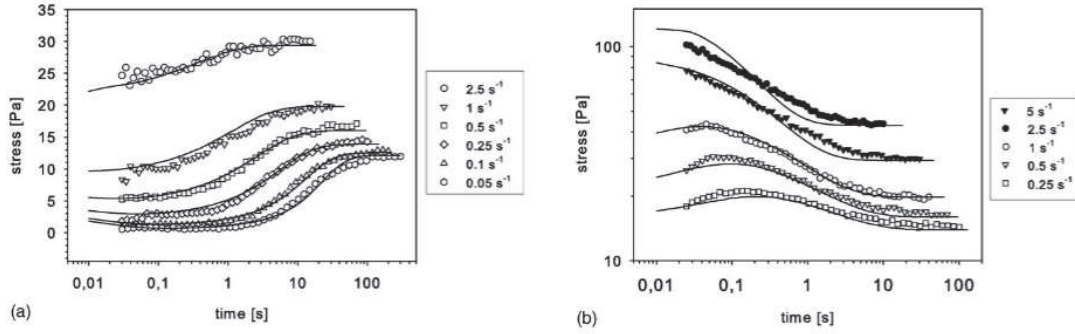 35
30
25
20
15
10
5
0
stress [Pa]
0,01 0,1 1 10 100
time [s]
(a)
2.5 s⁻¹
1 s⁻¹
0.5 s⁻¹
0.25 s⁻¹
0.1 s⁻¹
0.05 s⁻¹
100
10
stress [Pa]
0,01 0,1 1 10 100
time [s]
(b)
5 s⁻¹
2.5 s⁻¹
1 s⁻¹
0.5 s⁻¹
0.25 s⁻¹